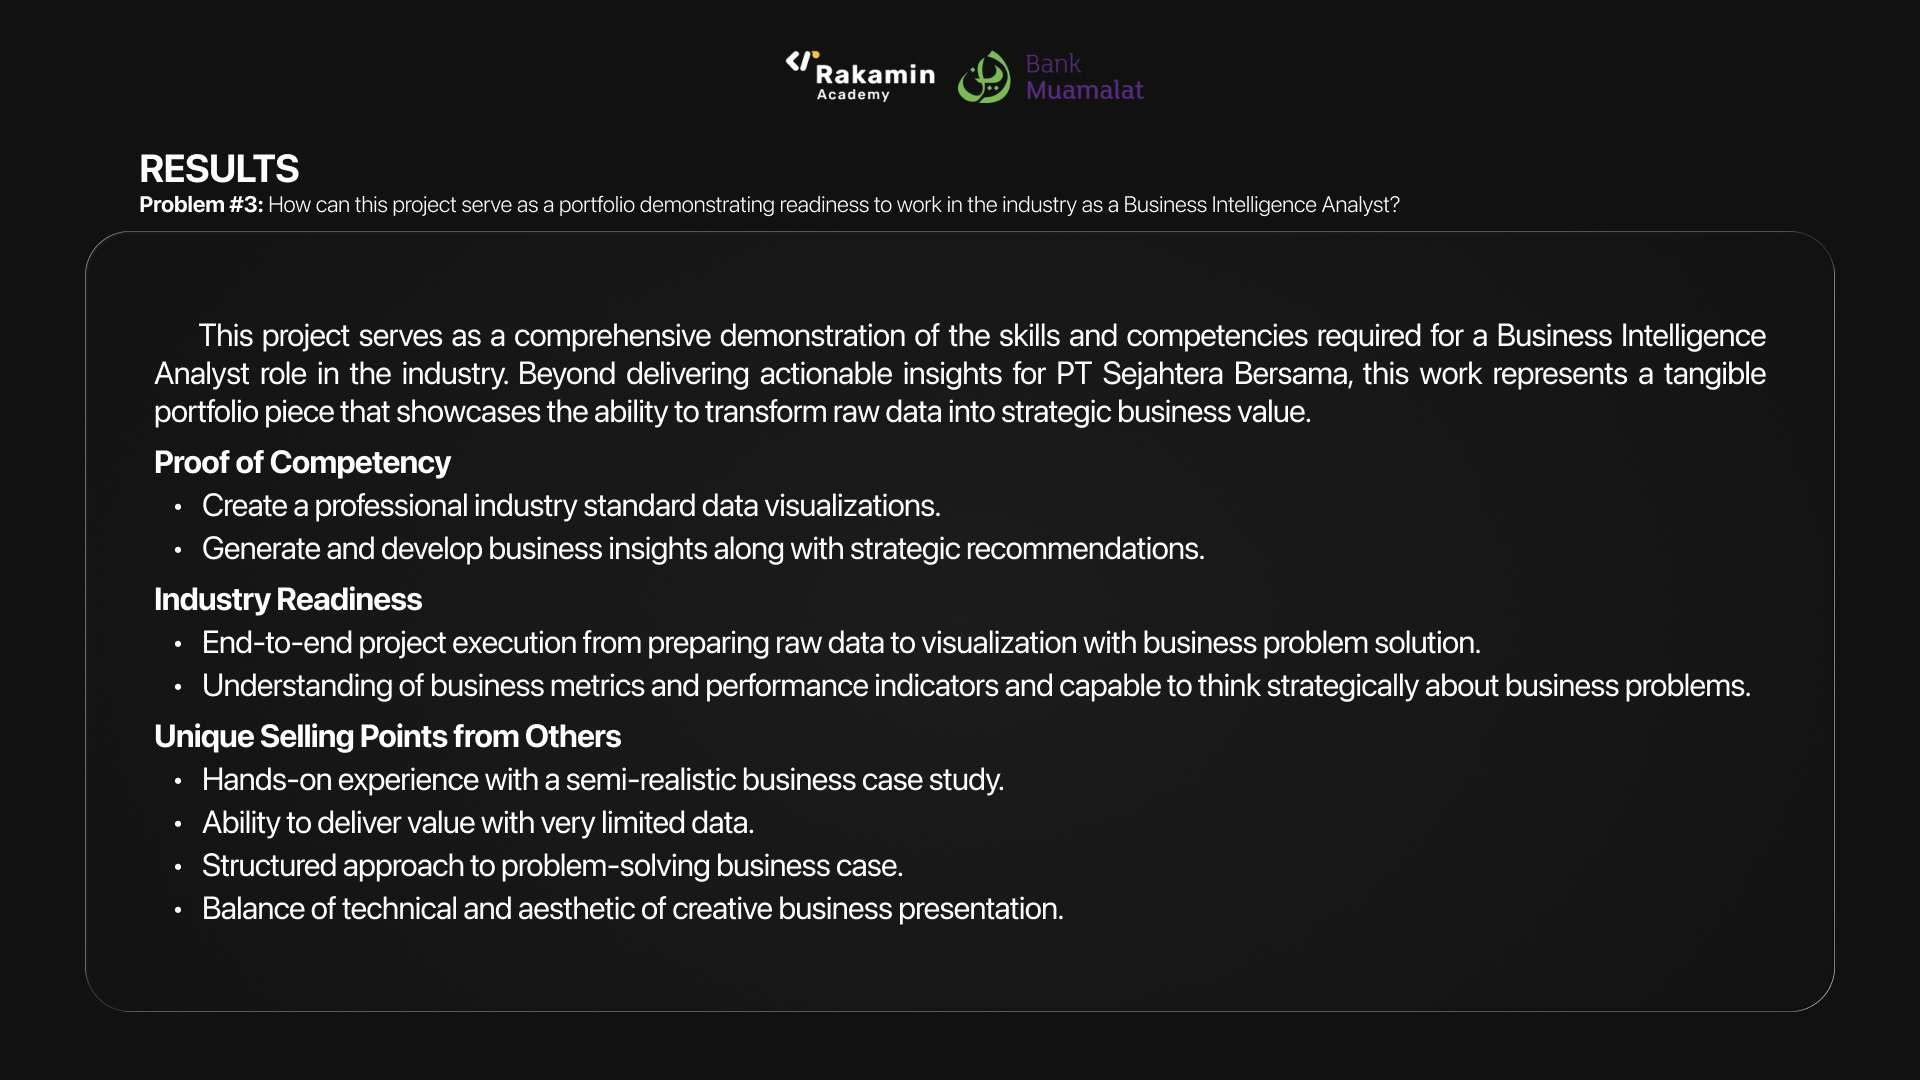 Rakamin
Academy
Bank
Muamalat
RESULTS
Problem #3: How can this project serve as a portfolio demonstrating readiness to work in the industry as a Business Intelligence Analyst?
This project serves as a comprehensive demonstration of the skills and competencies required for a Business Intelligence
Analyst role in the industry. Beyond delivering actionable insights for PT Sejahtera Bersama, this work represents a tangible
portfolio piece that showcases the ability to transform raw data into strategic business value.
Proof of Competency
• Create a professional industry standard data visualizations.
• Generate and develop business insights along with strategic recommendations.
Industry Readiness
• End-to-end project execution from preparing raw data to visualization with business problem solution.
• Understanding of business metrics and performance indicators and capable to think strategically about business problems.
Unique Selling Points from Others
• Hands-on experience with a semi-realistic business case study.
• Ability to deliver value with very limited data.
• Structured approach to problem-solving business case.
• Balance of technical and aesthetic of creative business presentation.